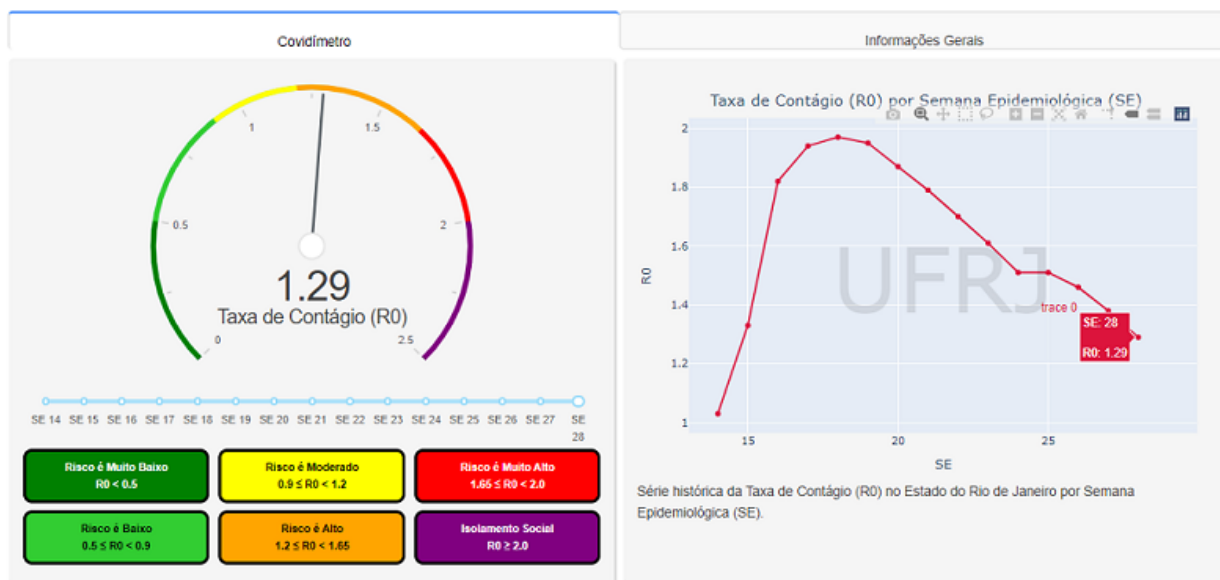 Covidímetro
Informações Gerais
0
0.5
1
1.5
2
2.5
1.29
Taxa de Contágio (R0)
SE 14 SE 15 SE 16 SE 17 SE 18 SE 19 SE 20 SE 21 SE 22 SE 23 SE 24 SE 25 SE 26 SE 27 SE
28
Risco é Muito Baixo
R0 < 0.5
Risco é Moderado
0.9 ≤ R0 < 1.2
Risco é Muito Alto
1.65 ≤ R0 < 2.0
Risco é Baixo
0.5 ≤ R0 < 0.9
Risco é Alto
1.2 ≤ R0 < 1.65
Isolamento Social
R0 ≥ 2.0
Taxa de Contágio (R0) por Semana Epidemiológica (SE)
2
1.8
1.6
1.4
1.2
1
R0
UFRJ
trace 0
SE: 28
R0: 1.29
15 20 25
SE
Série histórica da Taxa de Contágio (R0) no Estado do Rio de Janeiro por Semana
Epidemiológica (SE).